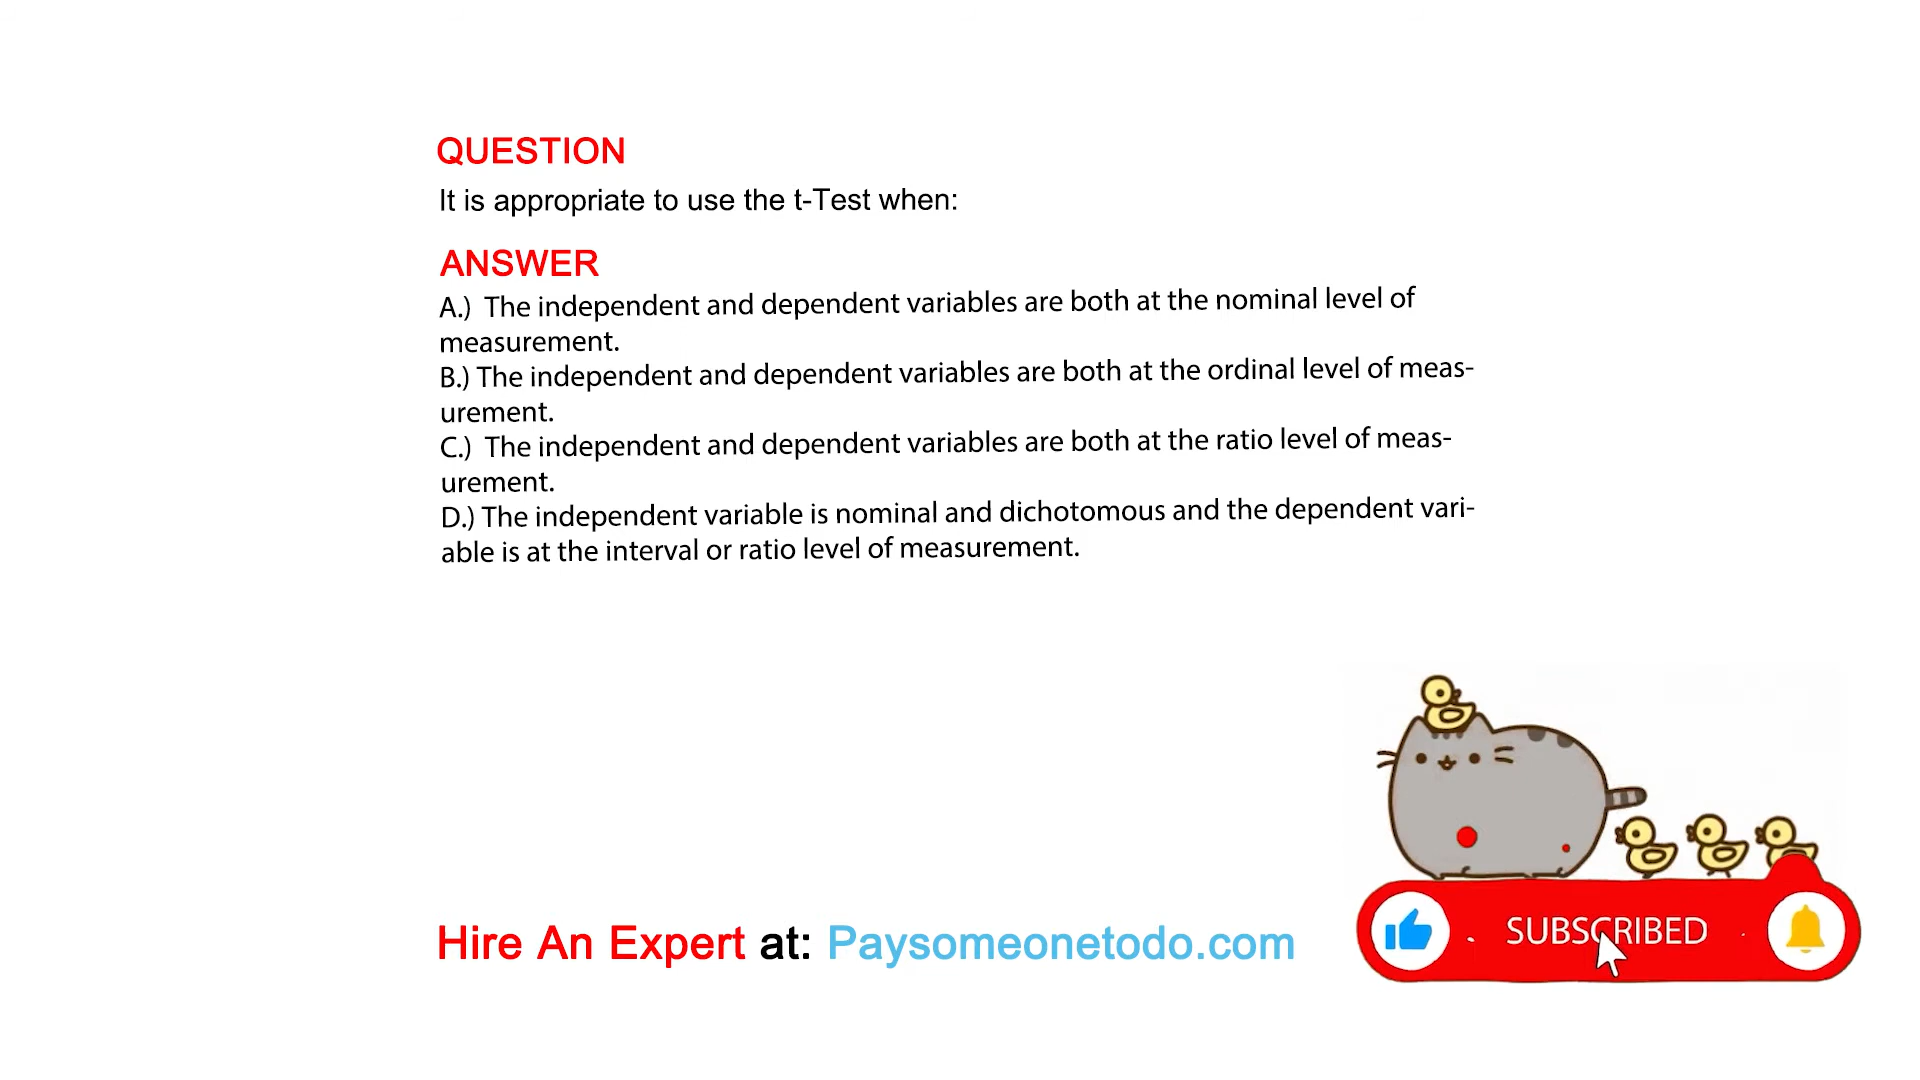 QUESTION
It is appropriate to use the t-Test when:
ANSWER
A.) The independent and dependent variables are both at the nominal level of
measurement.
B.) The independent and dependent variables are both at the ordinal level of meas-
urement.
C.) The independent and dependent variables are both at the ratio level of meas-
urement.
D.) The independent variable is nominal and dichotomous and the dependent vari-
able is at the interval or ratio level of measurement.
Hire An Expert at: Paysomeonetodo.com
SUBSCRIBED